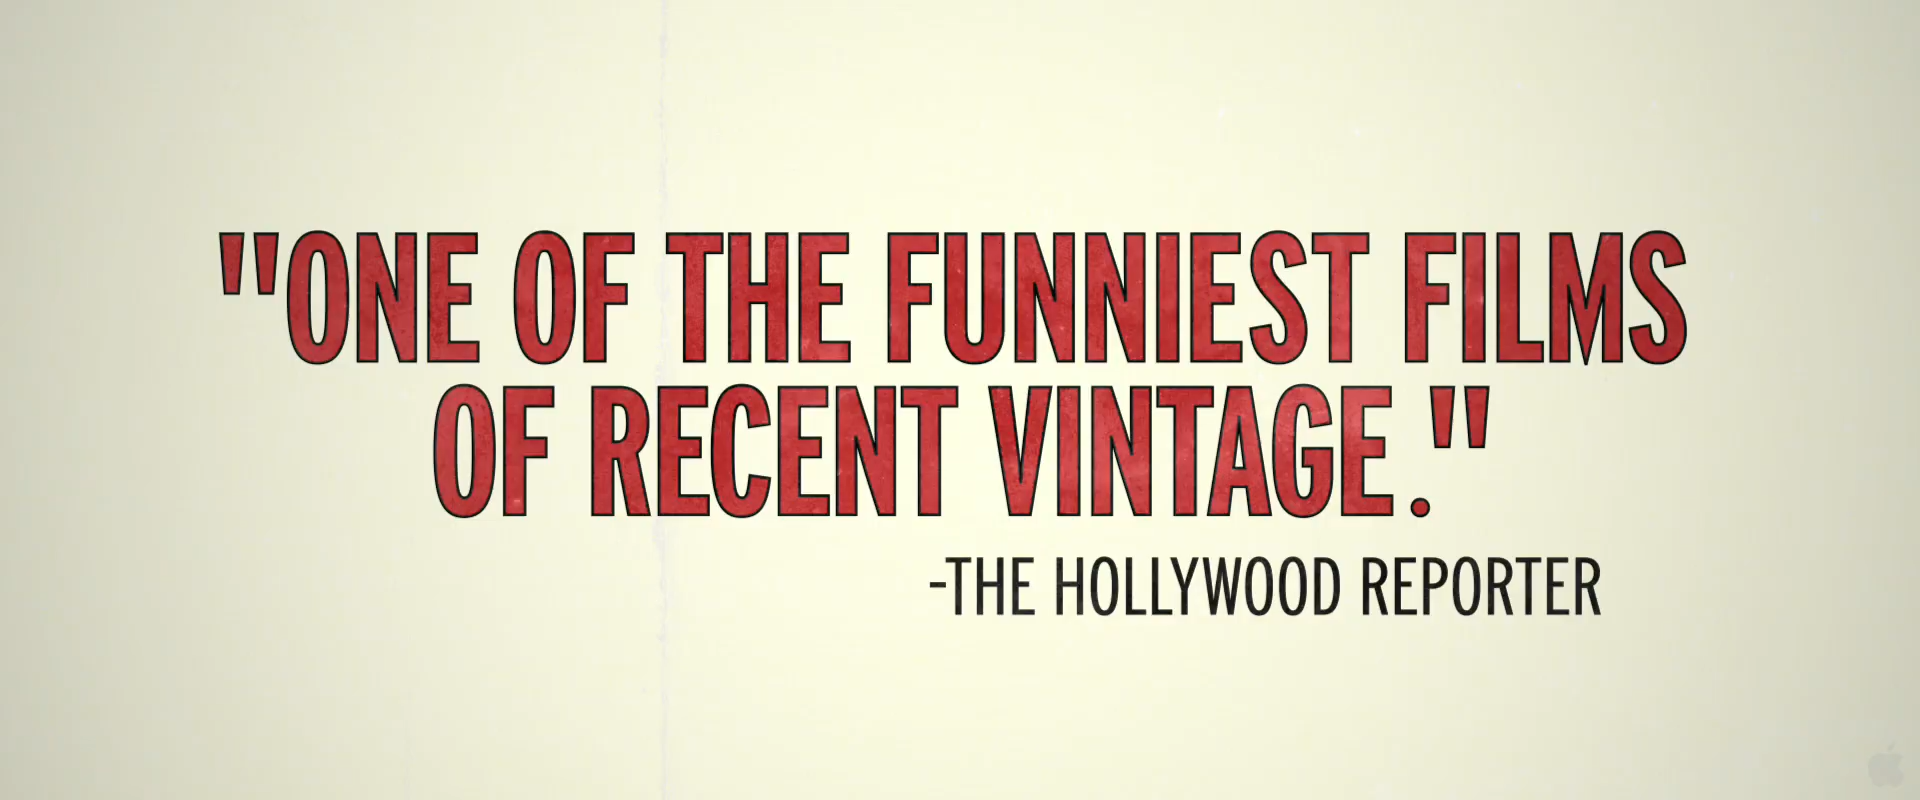 "ONE OF THE FUNNIEST FILMS
OF RECENT VINTAGE."
-THE HOLLYWOOD REPORTER